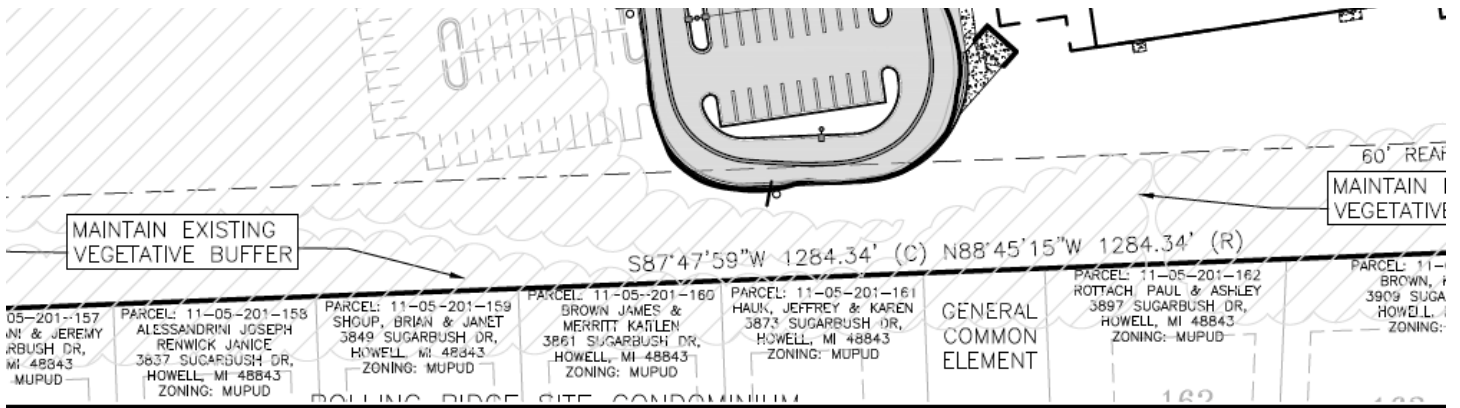 60' REAR
MAINTAIN EXISTING
VEGETATIVE BUFFER
MAINTAIN
VEGETATIVE
S87°47'59"W 1284.34' (C) N88°45'15"W 1284.34' (R)
05-201-157
& JEREMY
DR,
MI 48843
MUPUD
PARCEL: 11-05-201-158
ALESSANDRINI JOSEPH
RENWICK JANICE
3837 SUGARBUSH DR,
HOWELL, MI 48843
ZONING: MUPUD
PARCEL: 11-05-201-159
SHOUP, BRIAN & JANET
3849 SUGARBUSH DR,
HOWELL, MI 48843
ZONING: MUPUD
PARCEL: 11-05-201-160
BROWN JAMES &
MERRITT KAITLEN
3861 SUGARBUSH DR,
HOWELL, MI 48843
ZONING: MUPUD
PARCEL: 11-05-201-161
HAUK, JEFFREY & KAREN
3873 SUGARBUSH DR,
HOWELL, MI 48843
ZONING: MUPUD
GENERAL
COMMON
ELEMENT
PARCEL: 11-05-201-162
ROTTACH, PAUL & ASHLEY
3897 SUGARBUSH DR,
HOWELL, MI 48843
ZONING: MUPUD
162
PARCEL: 11-
BROWN,
3909
HOWELL,
ZONING:
ROLLING RIDGE SITE CONDOMINIUM